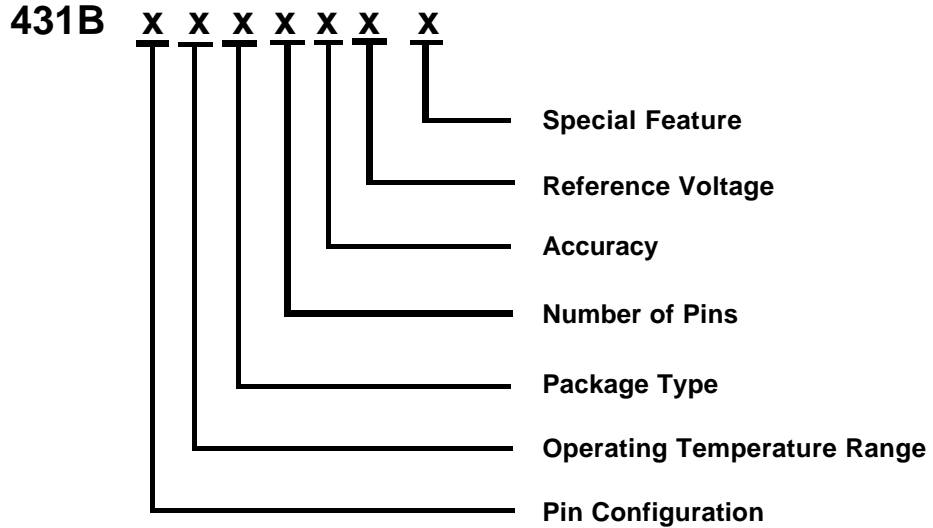 431B x x x x x x x
Special Feature
Reference Voltage
Accuracy
Number of Pins
Package Type
Operating Temperature Range
Pin Configuration